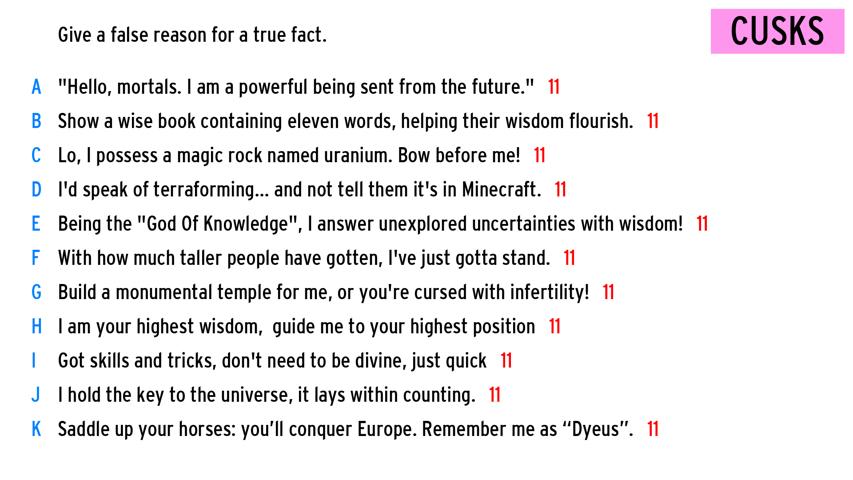 Give a false reason for a true fact.
CUSKS
A "Hello, mortals. I am a powerful being sent from the future." 11
B Show a wise book containing eleven words, helping their wisdom flourish. 11
C Lo, I possess a magic rock named uranium. Bow before me! 11
D I'd speak of terraforming... and not tell them it's in Minecraft. 11
E Being the "God Of Knowledge", I answer unexplored uncertainties with wisdom! 11
F With how much taller people have gotten, I've just gotta stand. 11
G Build a monumental temple for me, or you're cursed with infertility! 11
H I am your highest wisdom,  guide me to your highest position 11
I Got skills and tricks, don't need to be divine, just quick 11
J I hold the key to the universe, it lays within counting. 11
K Saddle up your horses: you’ll conquer Europe. Remember me as “Dyeus”. 11